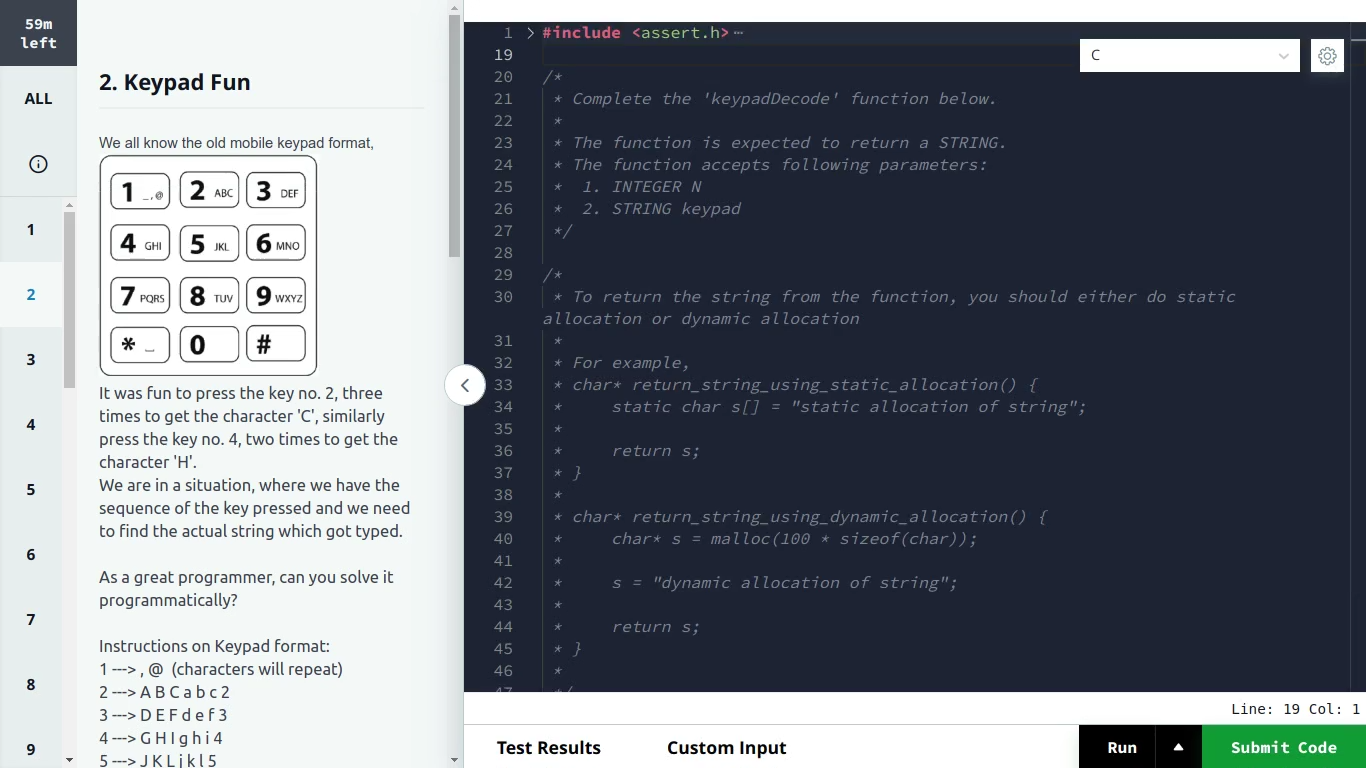 59m
left
ALL
1
2
3
4
5
6
7
8
9
2. Keypad Fun
We all know the old mobile keypad format,
1 _,@ 2 ABC 3 DEF
4 GHI 5 JKL 6 MNO
7 PQRS 8 TUV 9 WXYZ
* 0 #
It was fun to press the key no. 2, three
times to get the character 'C', similarly
press the key no. 4, two times to get the
character 'H'.
We are in a situation, where we have the
sequence of the key pressed and we need
to find the actual string which got typed.
As a great programmer, can you solve it
programmatically?
Instructions on Keypad format:
1 ---> , @ (characters will repeat)
2 ---> A B C a b c 2
3 ---> D E F d e f 3
4 ---> G H I g h i 4
5 ---> J K L j k l 5
1 #include <assert.h>
19
20 /*
21 * Complete the 'keypadDecode' function below.
22 *
23 * The function is expected to return a STRING.
24 * The function accepts following parameters:
25 * 1. INTEGER N
26 * 2. STRING keypad
27 */
28
29 /*
30 * To return the string from the function, you should either do static
allocation or dynamic allocation
31 *
32 * For example,
33 * char* return_string_using_static_allocation() {
34 * static char s[] = "static allocation of string";
35 *
36 * return s;
37 * }
38 *
39 * char* return_string_using_dynamic_allocation() {
40 * char* s = malloc(100 * sizeof(char));
41 *
42 * s = "dynamic allocation of string";
43 *
44 * return s;
45 * }
46 *
47 */
C
Line: 19 Col: 1
Test Results
Custom Input
Run
Submit Code